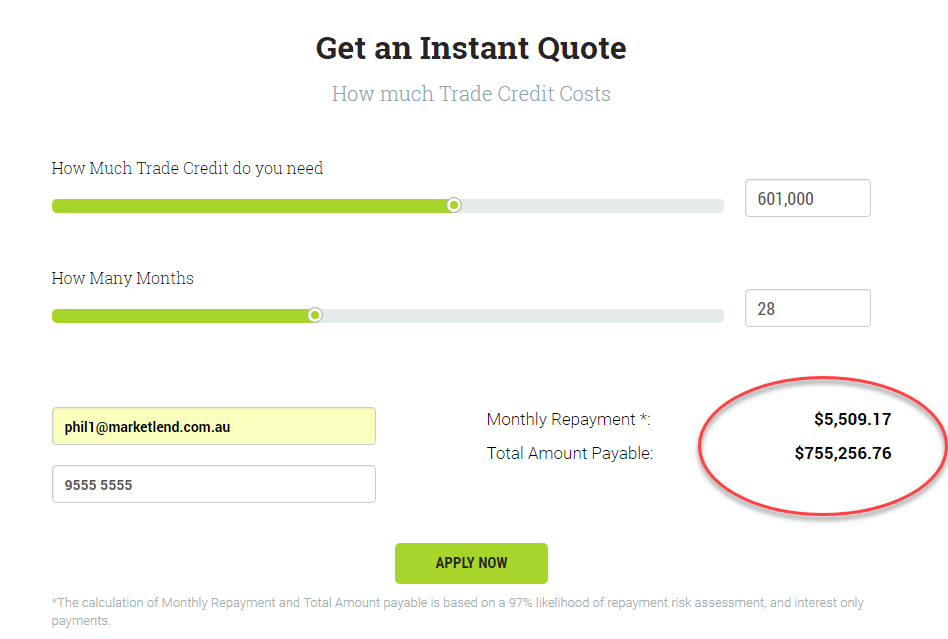 Get an Instant Quote
How much Trade Credit Costs
How Much Trade Credit do you need
601,000
How Many Months
28
phil1@marketlend.com.au
9555 5555
Monthly Repayment *: $5,509.17
Total Amount Payable: $755,256.76
APPLY NOW
*The calculation of Monthly Repayment and Total Amount payable is based on a 97% likelihood of repayment risk assessment, and interest only
payments.